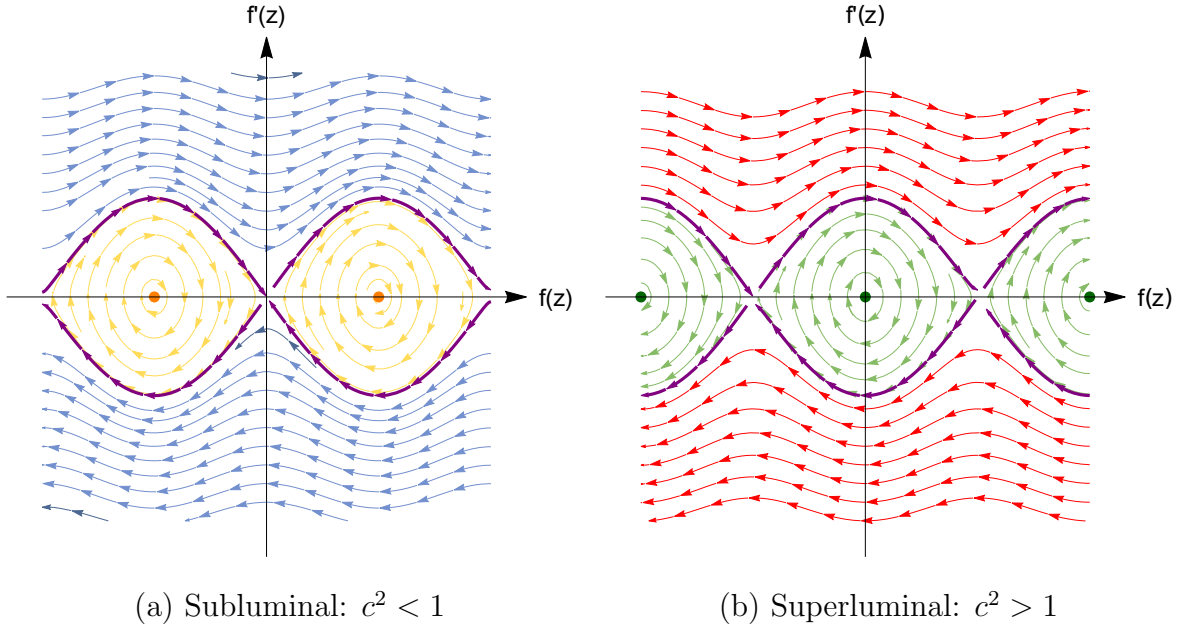 f'(z)
f(z)
f'(z)
f(z)
(a) Subluminal: c² < 1
(b) Superluminal: c² > 1